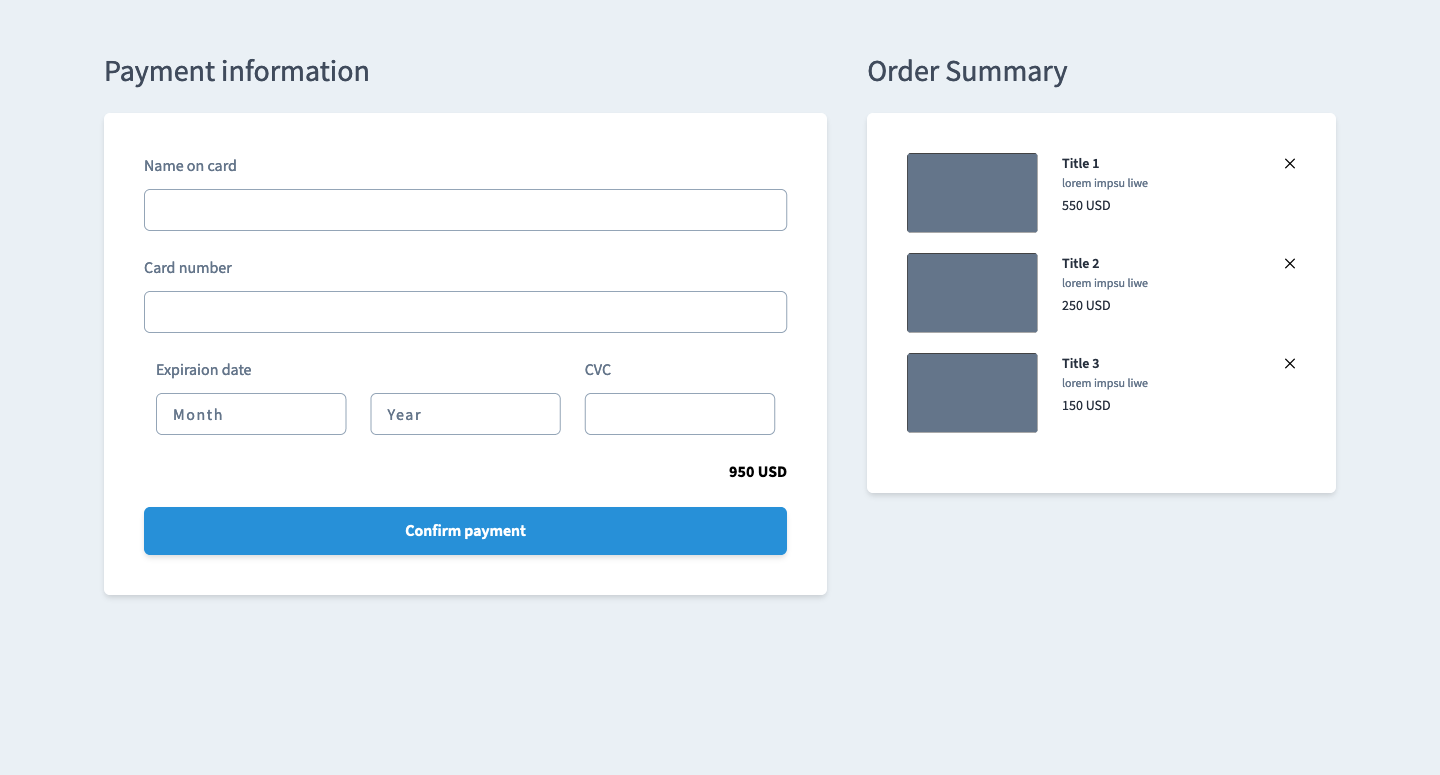 Payment information
Name on card
Card number
Expiraion date
CVC
Month
Year
950 USD
Confirm payment
Order Summary
Title 1
lorem impsu liwe
550 USD
Title 2
lorem impsu liwe
250 USD
Title 3
lorem impsu liwe
150 USD